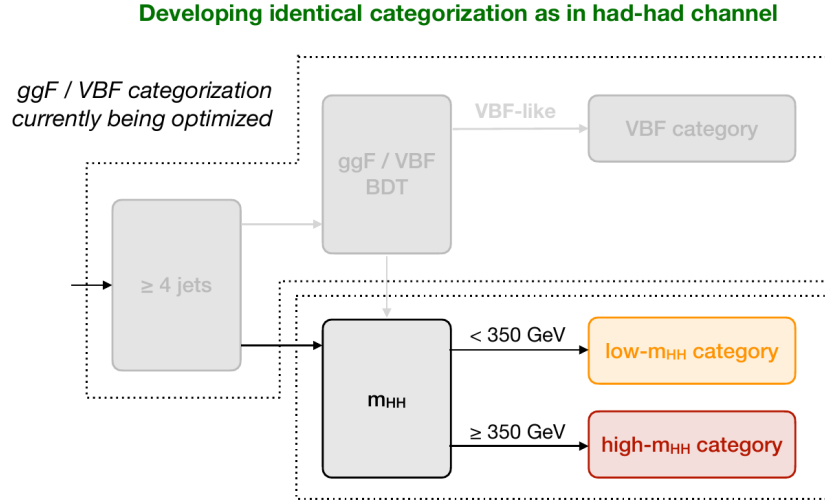 Developing identical categorization as in had-had channel
ggF / VBF categorization
currently being optimized
VBF-like
VBF category
ggF / VBF
BDT
≥ 4 jets
< 350 GeV
low-mHH category
mHH
≥ 350 GeV
high-mHH category